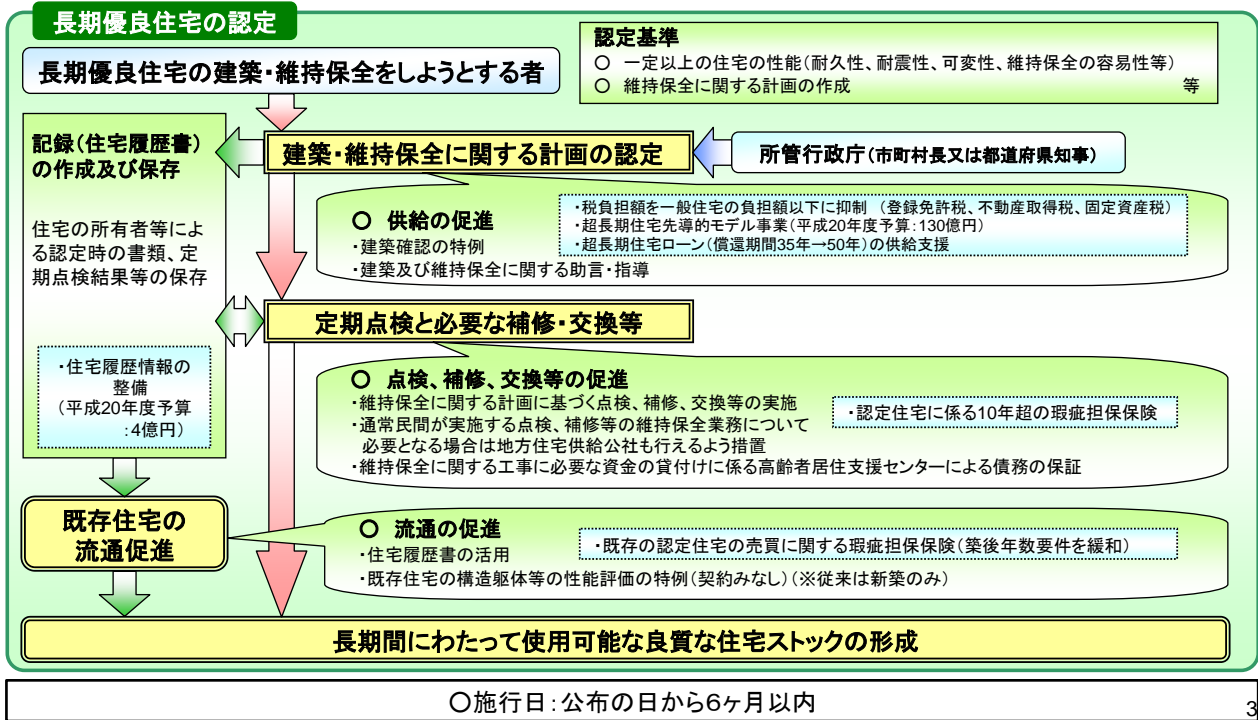 長期優良住宅の認定
長期優良住宅の建築・維持保全をしようとする者
認定基準
○ 一定以上の住宅の性能(耐久性、耐震性、可変性、維持保全の容易性等)
○ 維持保全に関する計画の作成 等
記録(住宅履歴書)
の作成及び保存
住宅の所有者等によ
る認定時の書類、定
期点検結果等の保存
・住宅履歴情報の
整備
(平成20年度予算
:4億円)
建築・維持保全に関する計画の認定
所管行政庁(市町村長又は都道府県知事)
○ 供給の促進
・建築確認の特例
・建築及び維持保全に関する助言・指導
・税負担額を一般住宅の負担額以下に抑制 (登録免許税、不動産取得税、固定資産税)
・超長期住宅先導的モデル事業(平成20年度予算:130億円)
・超長期住宅ローン(償還期間35年→50年)の供給支援
定期点検と必要な補修・交換等
○ 点検、補修、交換等の促進
・維持保全に関する計画に基づく点検、補修、交換等の実施
・通常民間が実施する点検、補修等の維持保全業務について
必要となる場合は地方住宅供給公社も行えるよう措置
・維持保全に関する工事に必要な資金の貸付けに係る高齢者居住支援センターによる債務の保証
・認定住宅に係る10年超の瑕疵担保保険
既存住宅の
流通促進
○ 流通の促進
・住宅履歴書の活用
・既存住宅の構造躯体等の性能評価の特例(契約みなし)(※従来は新築のみ)
・既存の認定住宅の売買に関する瑕疵担保保険(築後年数要件を緩和)
長期間にわたって使用可能な良質な住宅ストックの形成
○施行日:公布の日から6ヶ月以内
3